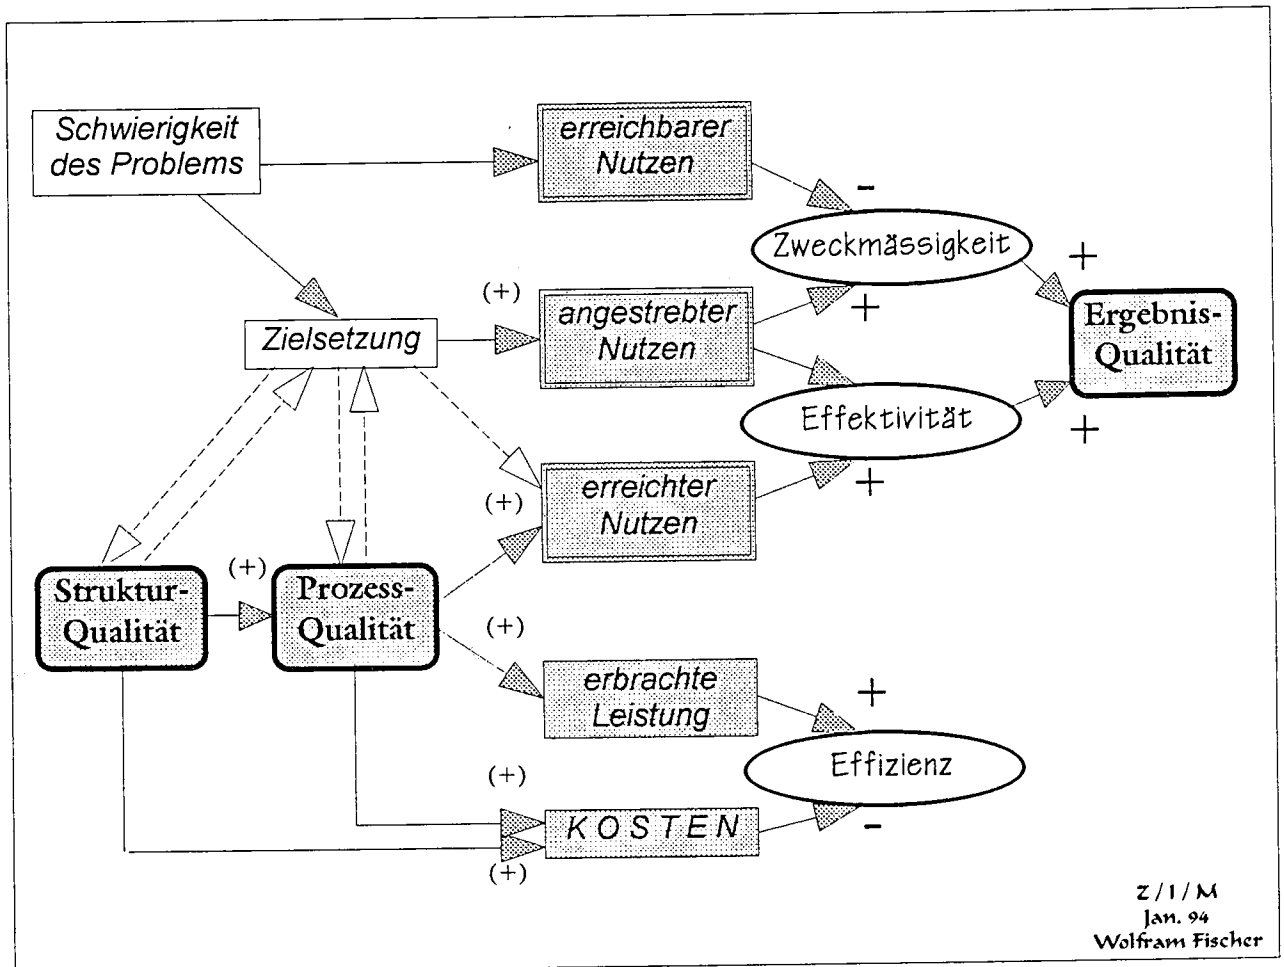 Schwierigkeit
des Problems
erreichbarer
Nutzen
-
Zweckmässigkeit
+
+
(+)
Zielsetzung
angestrebter
Nutzen
Ergebnis-
Qualität
Effektivität
+
+
(+)
erreichter
Nutzen
Struktur-
Qualität
(+)
Prozess-
Qualität
(+)
erbrachte
Leistung
+
Effizienz
-
(+)
KOSTEN
(+)
Z/I/M
Jan. 94
Wolfram Fischer